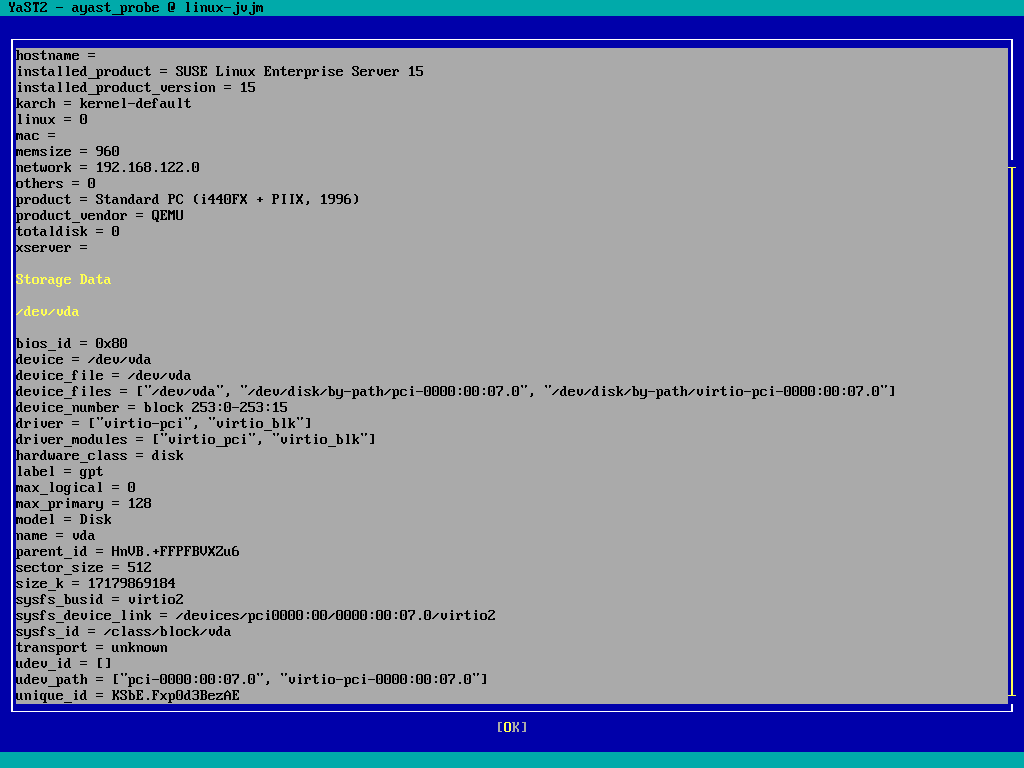 YaST2 - ayast_probe @ linux-jvjm
hostname =
installed_product = SUSE Linux Enterprise Server 15
installed_product_version = 15
karch = kernel-default
linux = 0
mac =
memsize = 960
network = 192.168.122.0
others = 0
product = Standard PC (i440FX + PIIX, 1996)
product_vendor = QEMU
totaldisk = 0
xserver =
Storage Data
/dev/vda
bios_id = 0x80
device = /dev/vda
device_file = /dev/vda
device_files = ["/dev/vda", "/dev/disk/by-path/pci-0000:00:07.0", "/dev/disk/by-path/virtio-pci-0000:00:07.0"]
device_number = block 253:0-253:15
driver = ["virtio-pci", "virtio_blk"]
driver_modules = ["virtio_pci", "virtio_blk"]
hardware_class = disk
label = gpt
max_logical = 0
max_primary = 128
model = Disk
name = vda
parent_id = HnVB.+FFPFBVXZu6
sector_size = 512
size_k = 17179869184
sysfs_busid = virtio2
sysfs_device_link = /devices/pci0000:00/0000:00:07.0/virtio2
sysfs_id = /class/block/vda
transport = unknown
udev_id = []
udev_path = ["pci-0000:00:07.0", "virtio-pci-0000:00:07.0"]
unique_id = KSbE.Fxp0d3BezAE
[OK]